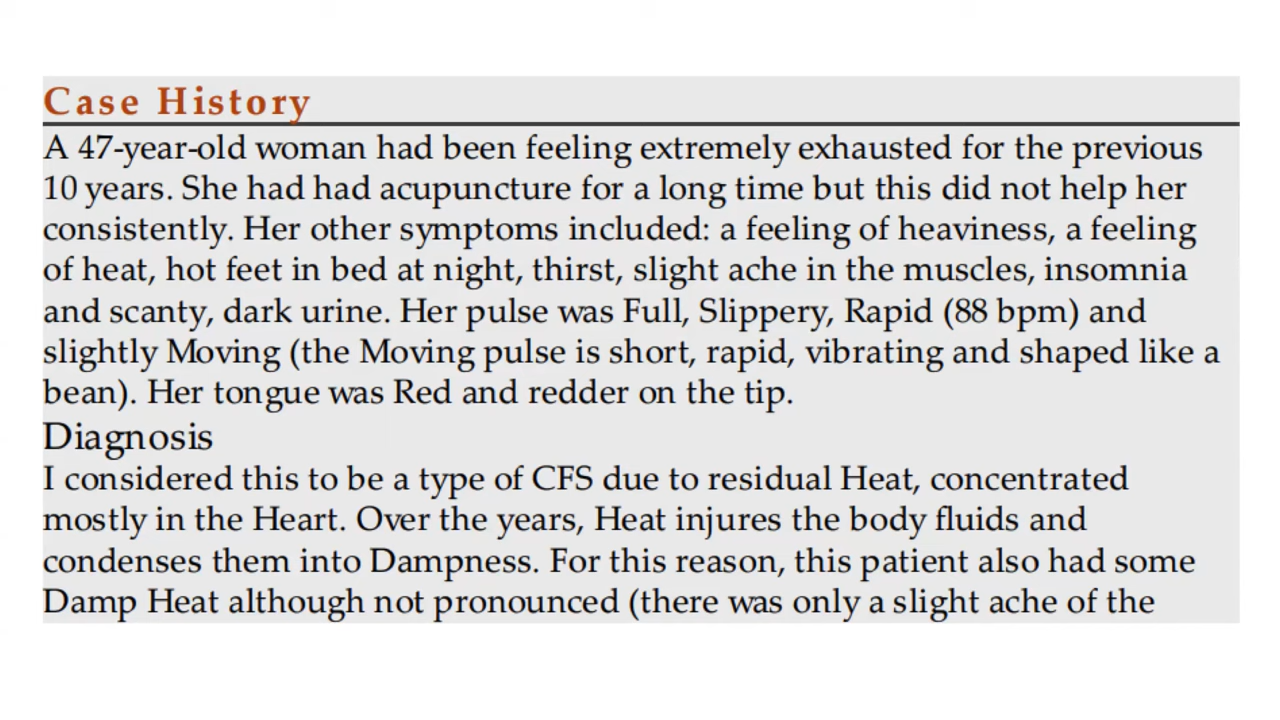 Case History
A 47-year-old woman had been feeling extremely exhausted for the previous
10 years. She had had acupuncture for a long time but this did not help her
consistently. Her other symptoms included: a feeling of heaviness, a feeling
of heat, hot feet in bed at night, thirst, slight ache in the muscles, insomnia
and scanty, dark urine. Her pulse was Full, Slippery, Rapid (88 bpm) and
slightly Moving (the Moving pulse is short, rapid, vibrating and shaped like a
bean). Her tongue was Red and redder on the tip.
Diagnosis
I considered this to be a type of CFS due to residual Heat, concentrated
mostly in the Heart. Over the years, Heat injures the body fluids and
condenses them into Dampness. For this reason, this patient also had some
Damp Heat although not pronounced (there was only a slight ache of the